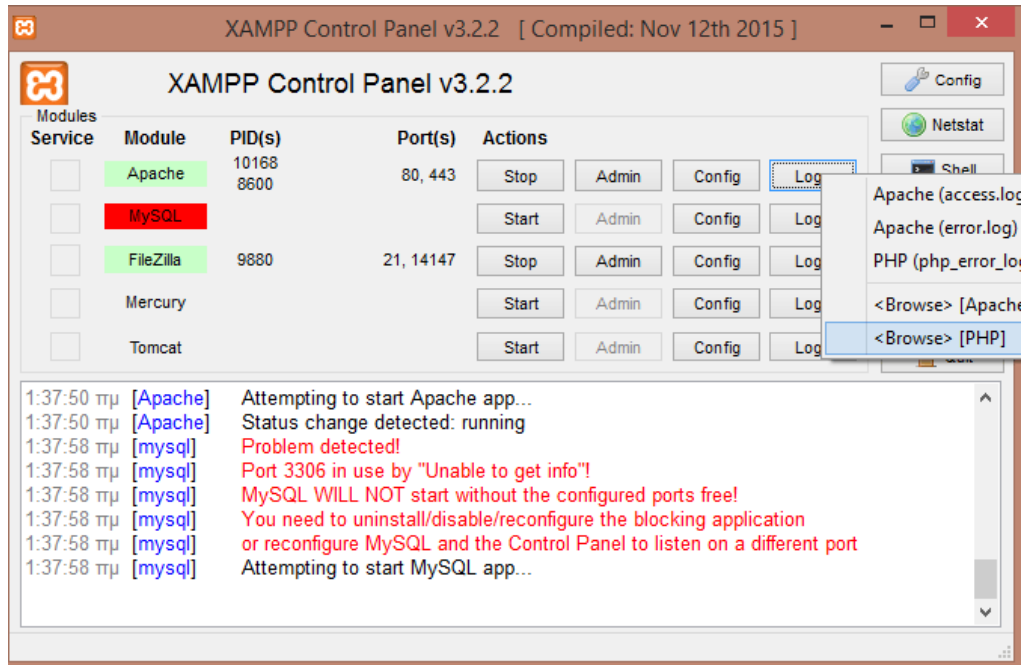 XAMPP Control Panel v3.2.2 [ Compiled: Nov 12th 2015 ]
XAMPP Control Panel v3.2.2
Config
Modules
Netstat
Service Module PID(s) Port(s) Actions
Shell
Apache 10168 8600 80, 443 Stop Admin Config Log
Apache (access.log
MySQL Start Admin Config Log
Apache (error.log)
FileZilla 9880 21, 14147 Stop Admin Config Log
PHP (php_error_log
Mercury Start Admin Config Log
<Browse> [Apache
Tomcat Start Admin Config Log
<Browse> [PHP]
Quit
1:37:50 πμ [Apache] Attempting to start Apache app...
1:37:50 πμ [Apache] Status change detected: running
1:37:58 πμ [mysql] Problem detected!
1:37:58 πμ [mysql] Port 3306 in use by "Unable to get info"!
1:37:58 πμ [mysql] MySQL WILL NOT start without the configured ports free!
1:37:58 πμ [mysql] You need to uninstall/disable/reconfigure the blocking application
1:37:58 πμ [mysql] or reconfigure MySQL and the Control Panel to listen on a different port
1:37:58 πμ [mysql] Attempting to start MySQL app...